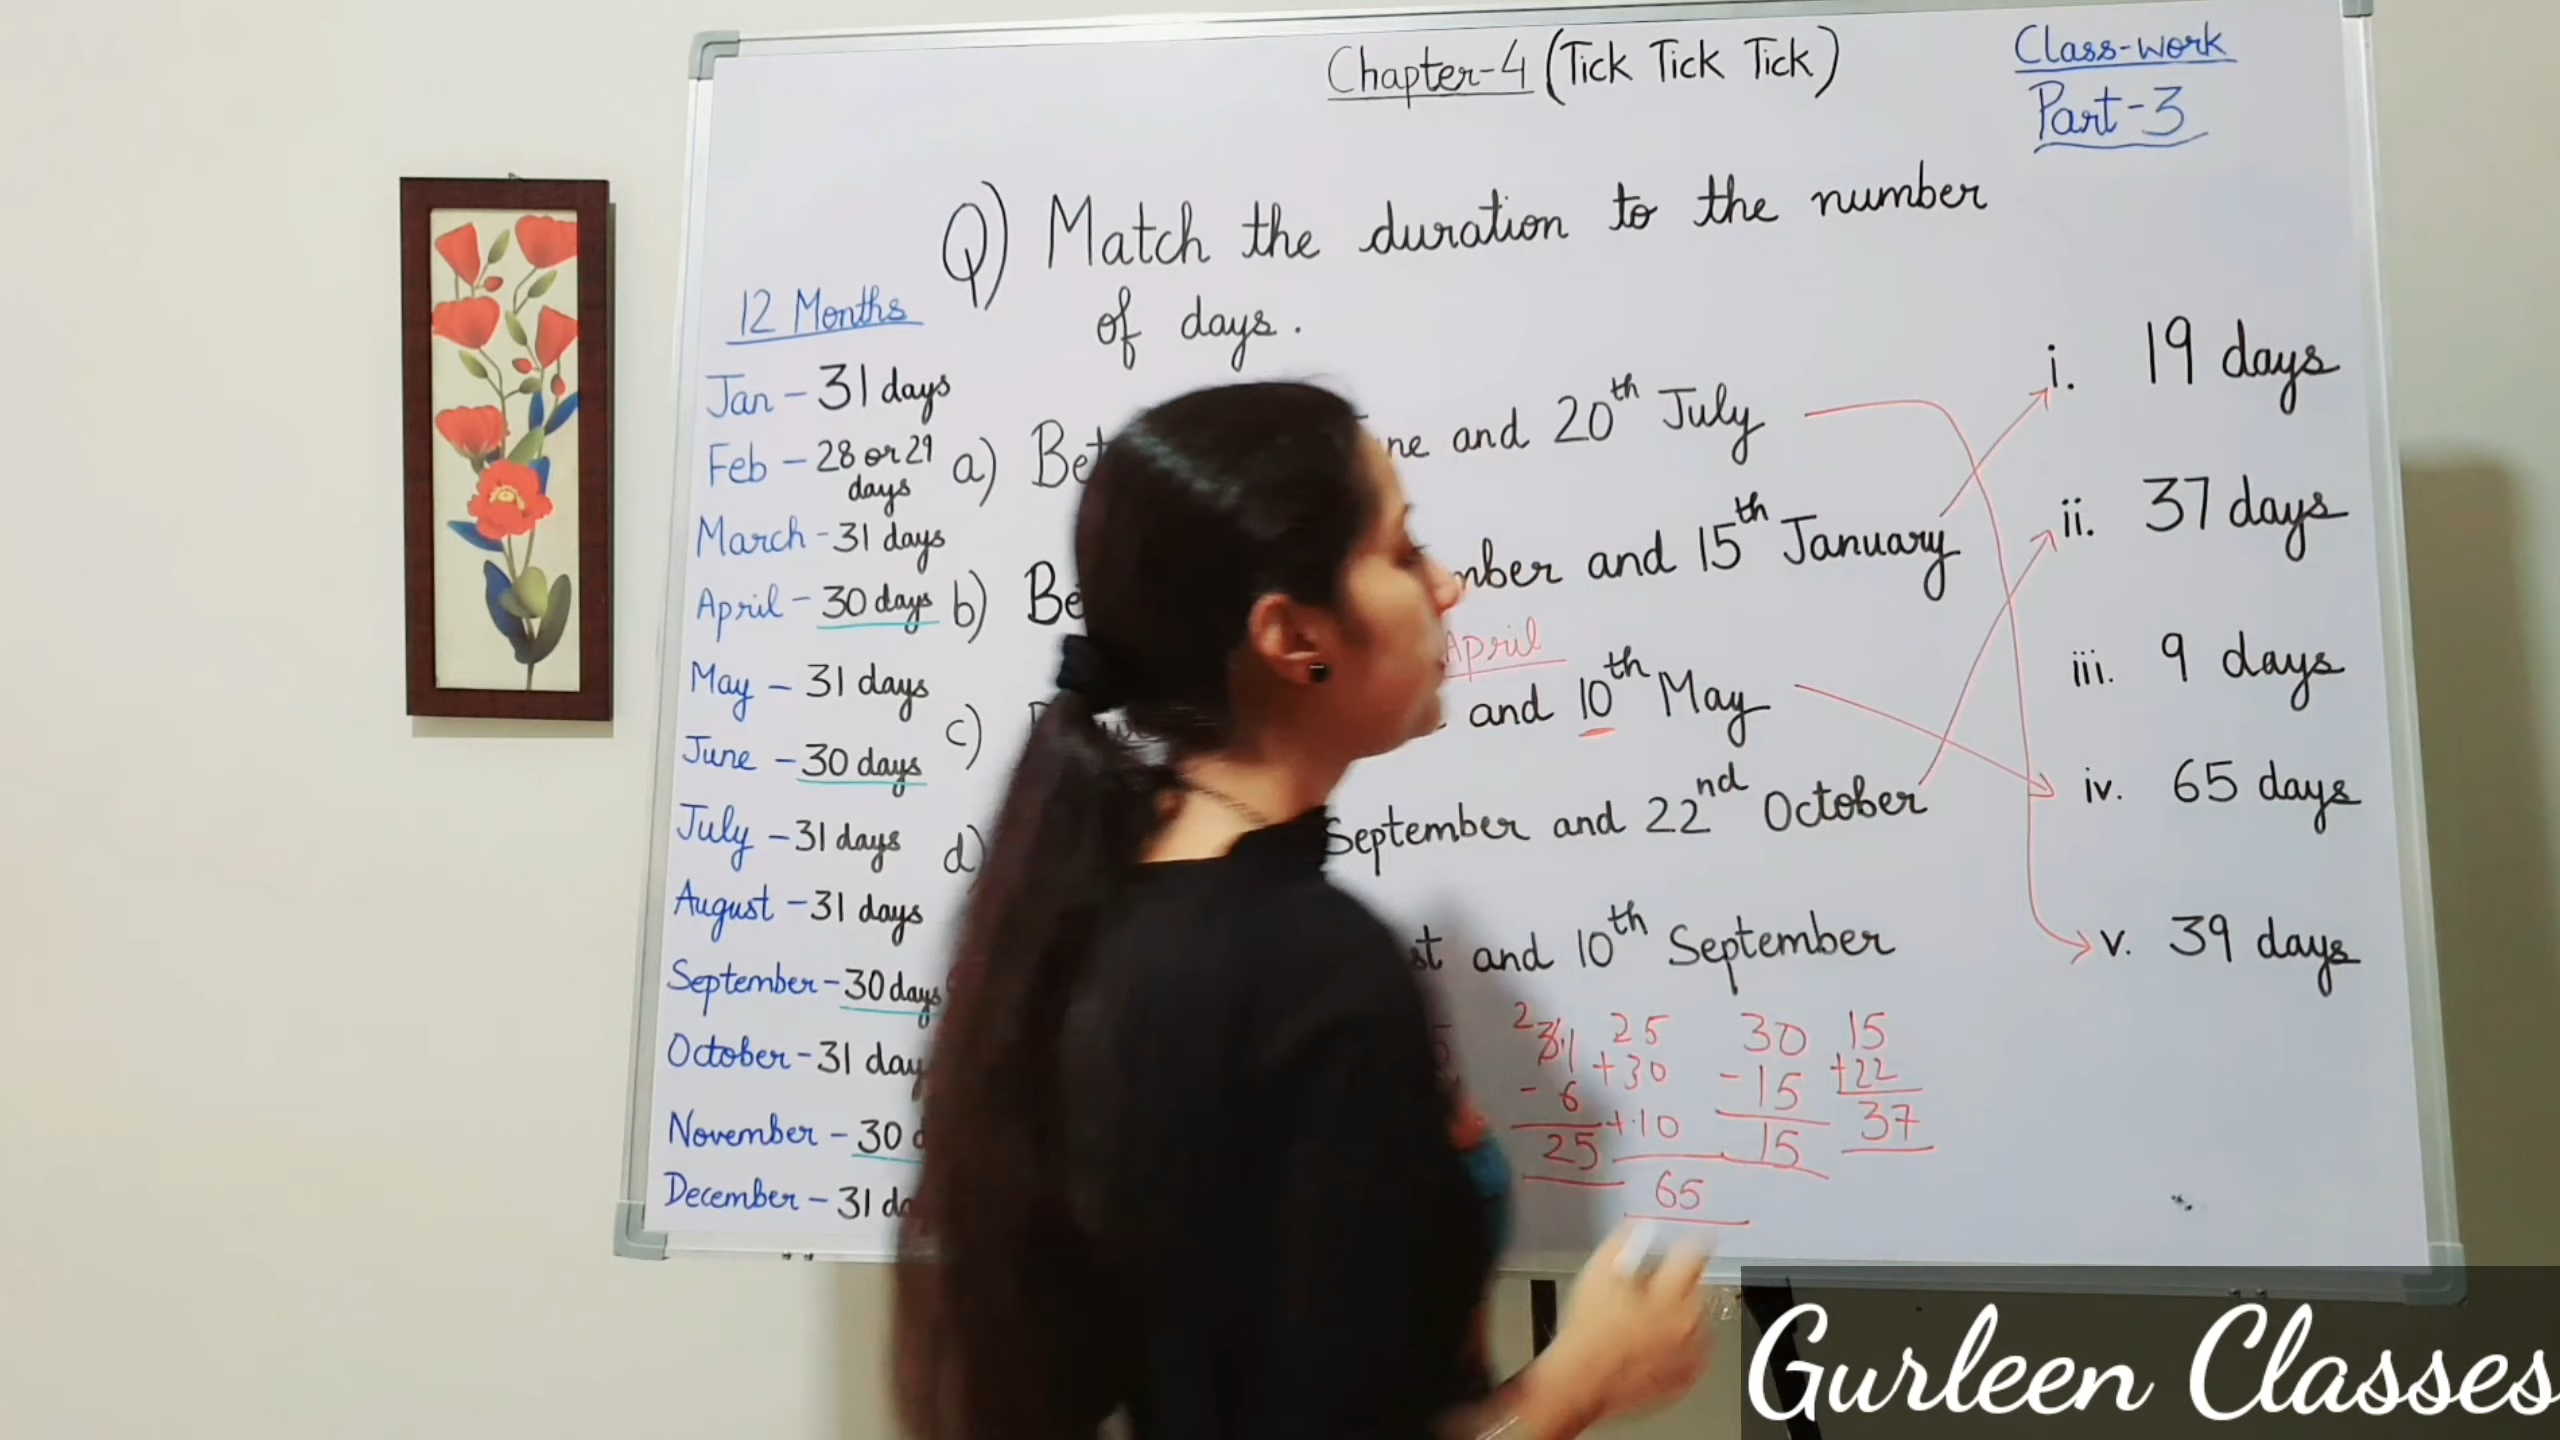 Chapter-4 (Tick Tick Tick)
Class-work
Part-3
Q) Match the duration to the number
of days.
12 Months
Jan - 31 days
Feb - 28 or 29
days
March - 31 days
April - 30 days
May - 31 days
June - 30 days
July - 31 days
August - 31 days
September - 30 days
October - 31 day
November - 30 d
December - 31 da
a) Bet ne and 20th July
b) Be mber and 15th January
April
c) and 10th May
d) September and 22nd October
st and 10th September
i. 19 days
ii. 37 days
iii. 9 days
iv. 65 days
v. 39 days
2 31 25 30 15
- 6 +30 - 15 +22
25 +10 15 37
65
Gurleen Classes